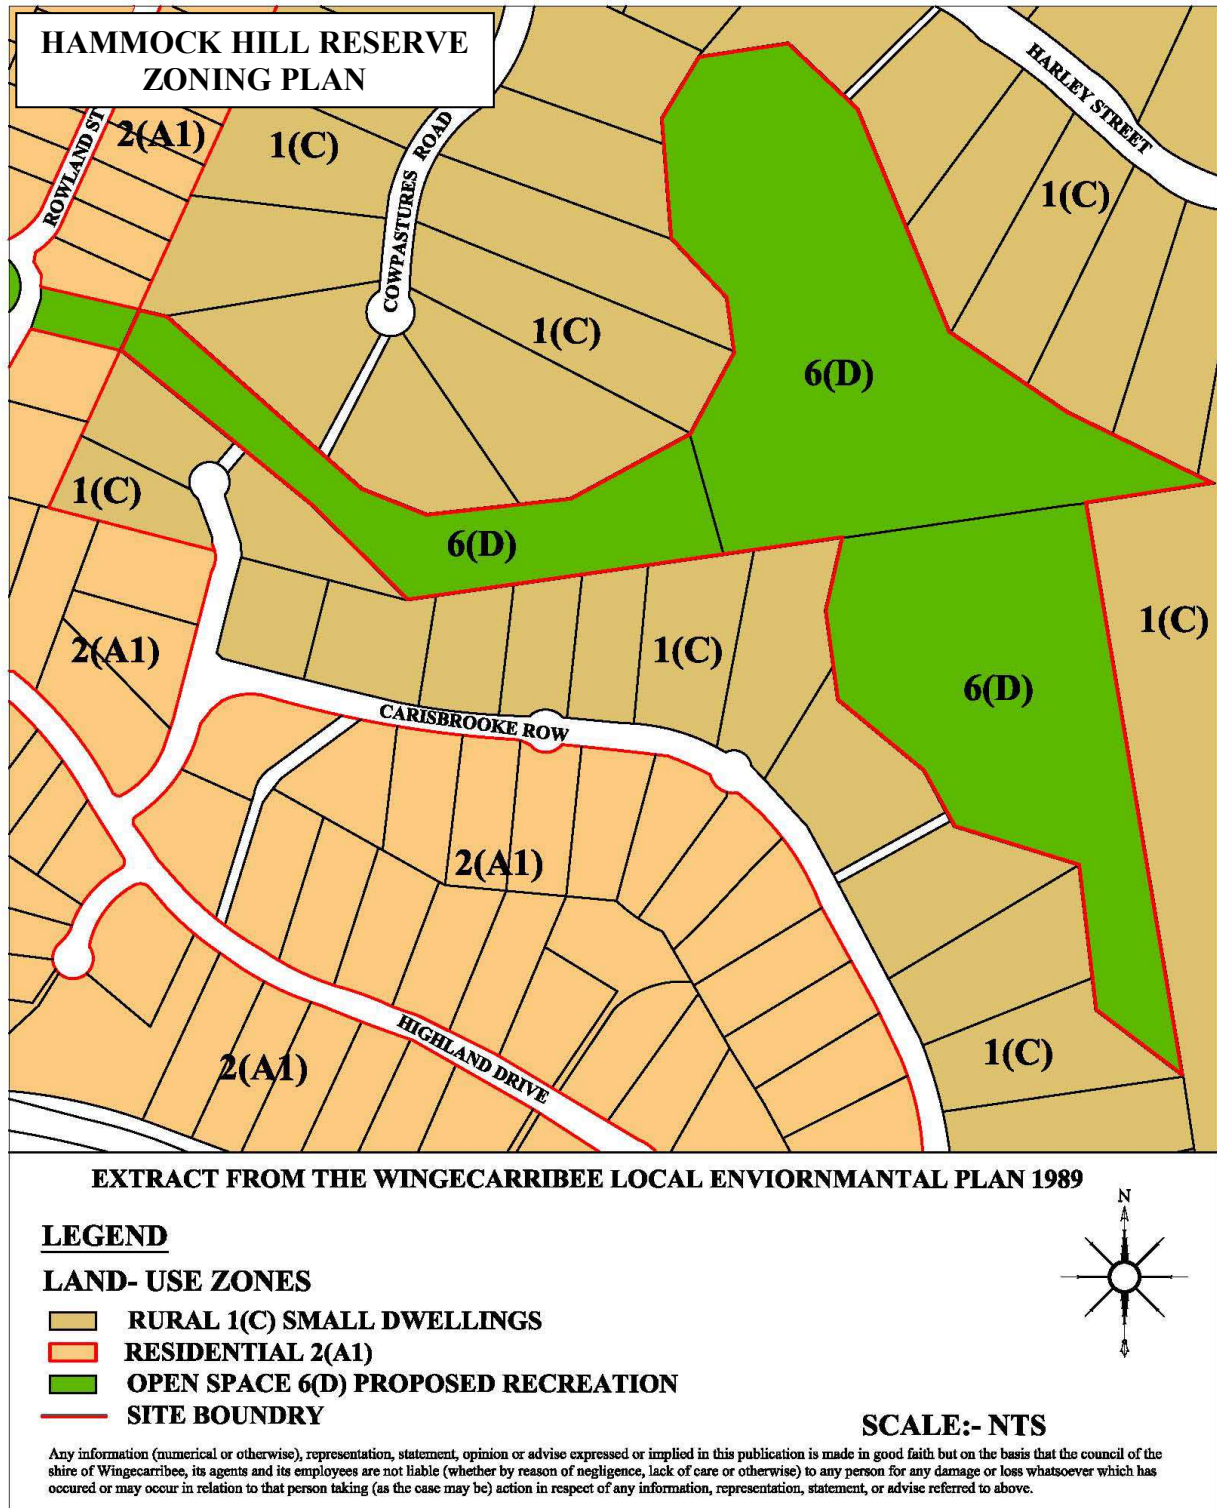 HAMMOCK HILL RESERVE
ZONING PLAN
HARLEY STREET
ROWLAND ST
2(A1)
1(C)
COWPASTURES ROAD
1(C)
1(C)
6(D)
1(C)
6(D)
1(C)
2(A1)
1(C)
6(D)
CARISBROOKE ROW
2(A1)
HIGHLAND DRIVE
2(A1)
1(C)
EXTRACT FROM THE WINGECARRIBEE LOCAL ENVIORNMANTAL PLAN 1989
N
LEGEND
LAND- USE ZONES
RURAL 1(C) SMALL DWELLINGS
RESIDENTIAL 2(A1)
OPEN SPACE 6(D) PROPOSED RECREATION
SITE BOUNDRY
SCALE:- NTS
Any information (numerical or otherwise), representation, statement, opinion or advise expressed or implied in this publication is made in good faith but on the basis that the council of the
shire of Wingecarribee, its agents and its employees are not liable (whether by reason of negligence, lack of care or otherwise) to any person for any damage or loss whatsoever which has
occured or may occur in relation to that person taking (as the case may be) action in respect of any information, representation, statement, or advise referred to above.